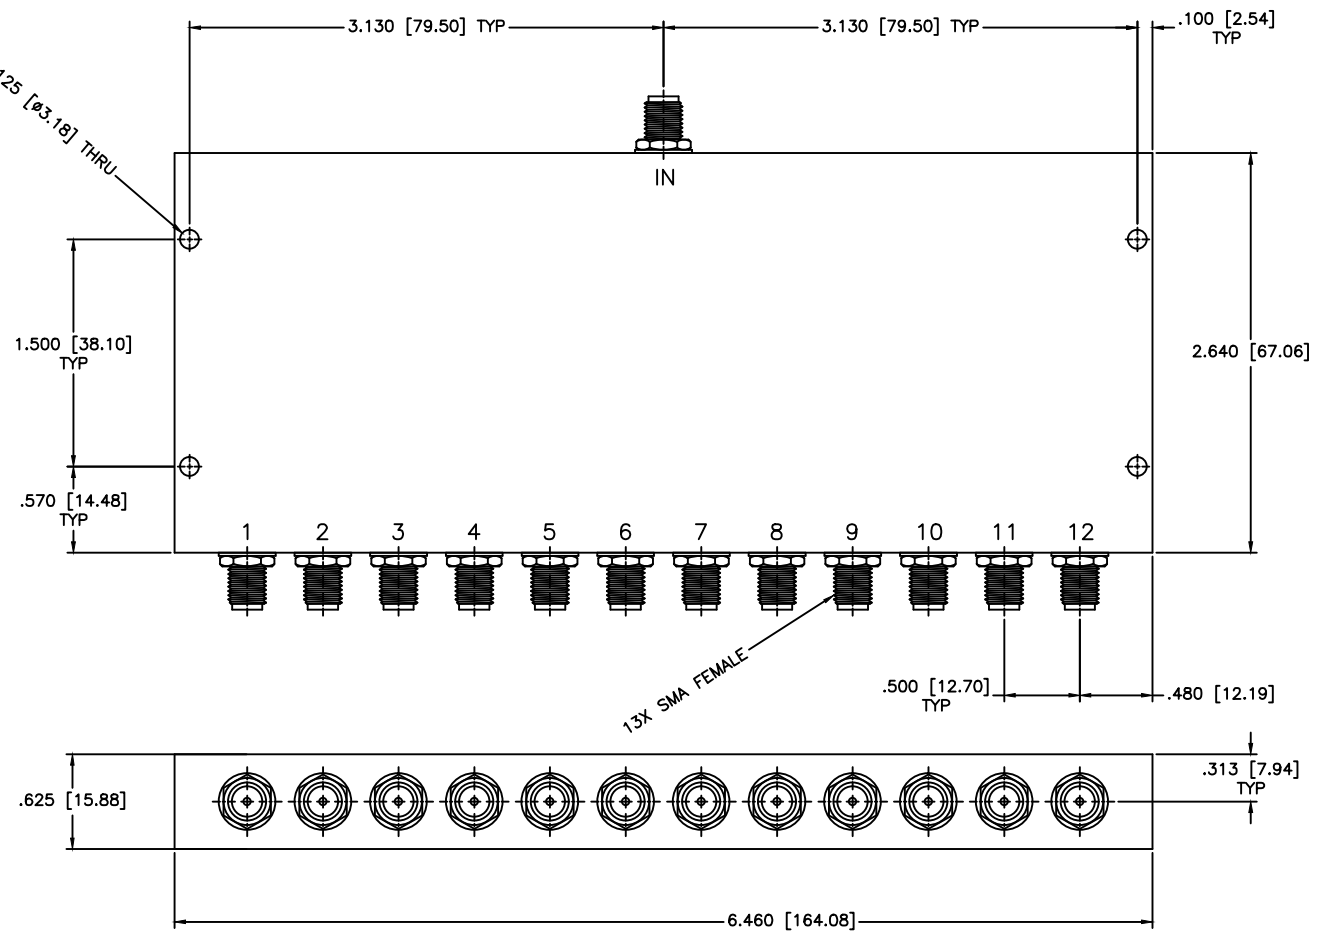 3.130 [79.50] TYP
3.130 [79.50] TYP
.100 [2.54]
TYP
125 [ø3.18] THRU
IN
1.500 [38.10]
TYP
2.640 [67.06]
.570 [14.48]
TYP
1 2 3 4 5 6 7 8 9 10 11 12
13X SMA FEMALE
.500 [12.70]
TYP
.480 [12.19]
.625 [15.88]
.313 [7.94]
TYP
6.460 [164.08]